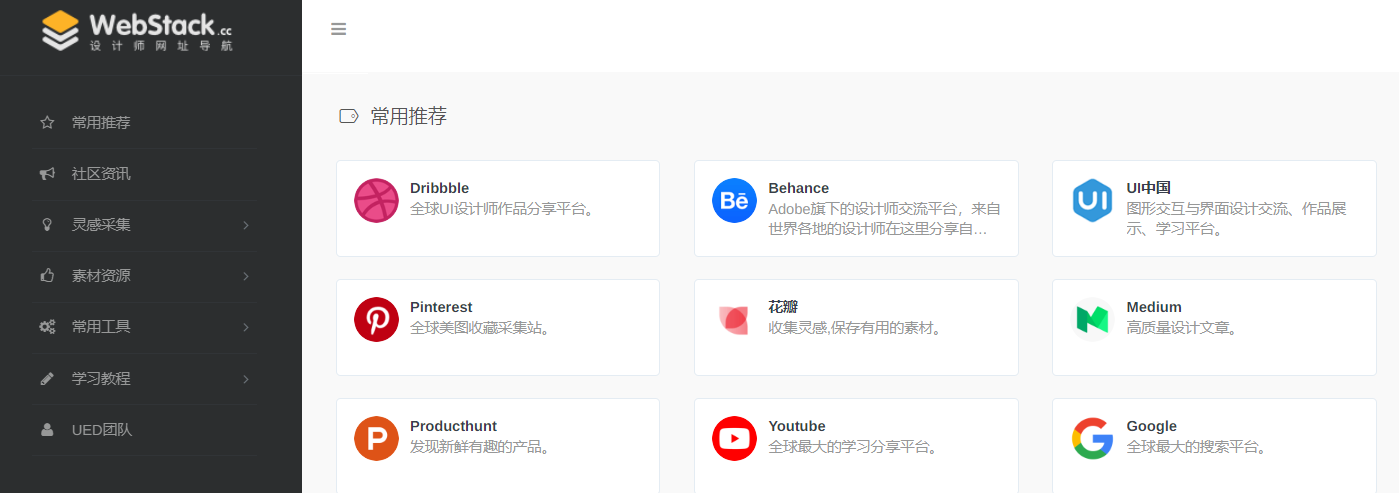 WebStack.cc
设计师网址导航
常用推荐
社区资讯
灵感采集
素材资源
常用工具
学习教程
UED团队
常用推荐
Dribbble
全球UI设计师作品分享平台。
Bē
Behance
Adobe旗下的设计师交流平台，来自
世界各地的设计师在这里分享自...
UI
UI中国
图形交互与界面设计交流、作品展
示、学习平台。
Pinterest
全球美图收藏采集站。
花瓣
收集灵感,保存有用的素材。
Medium
高质量设计文章。
P
Producthunt
发现新鲜有趣的产品。
Youtube
全球最大的学习分享平台。
G
Google
全球最大的搜索平台。